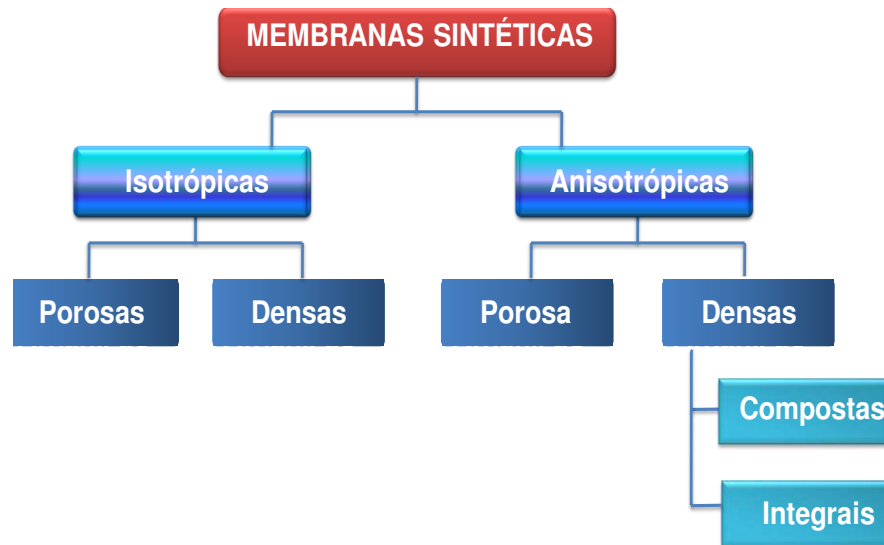 MEMBRANAS SINTÉTICAS
Isotrópicas
Anisotrópicas
Porosas
Densas
Porosa
Densas
Compostas
Integrais